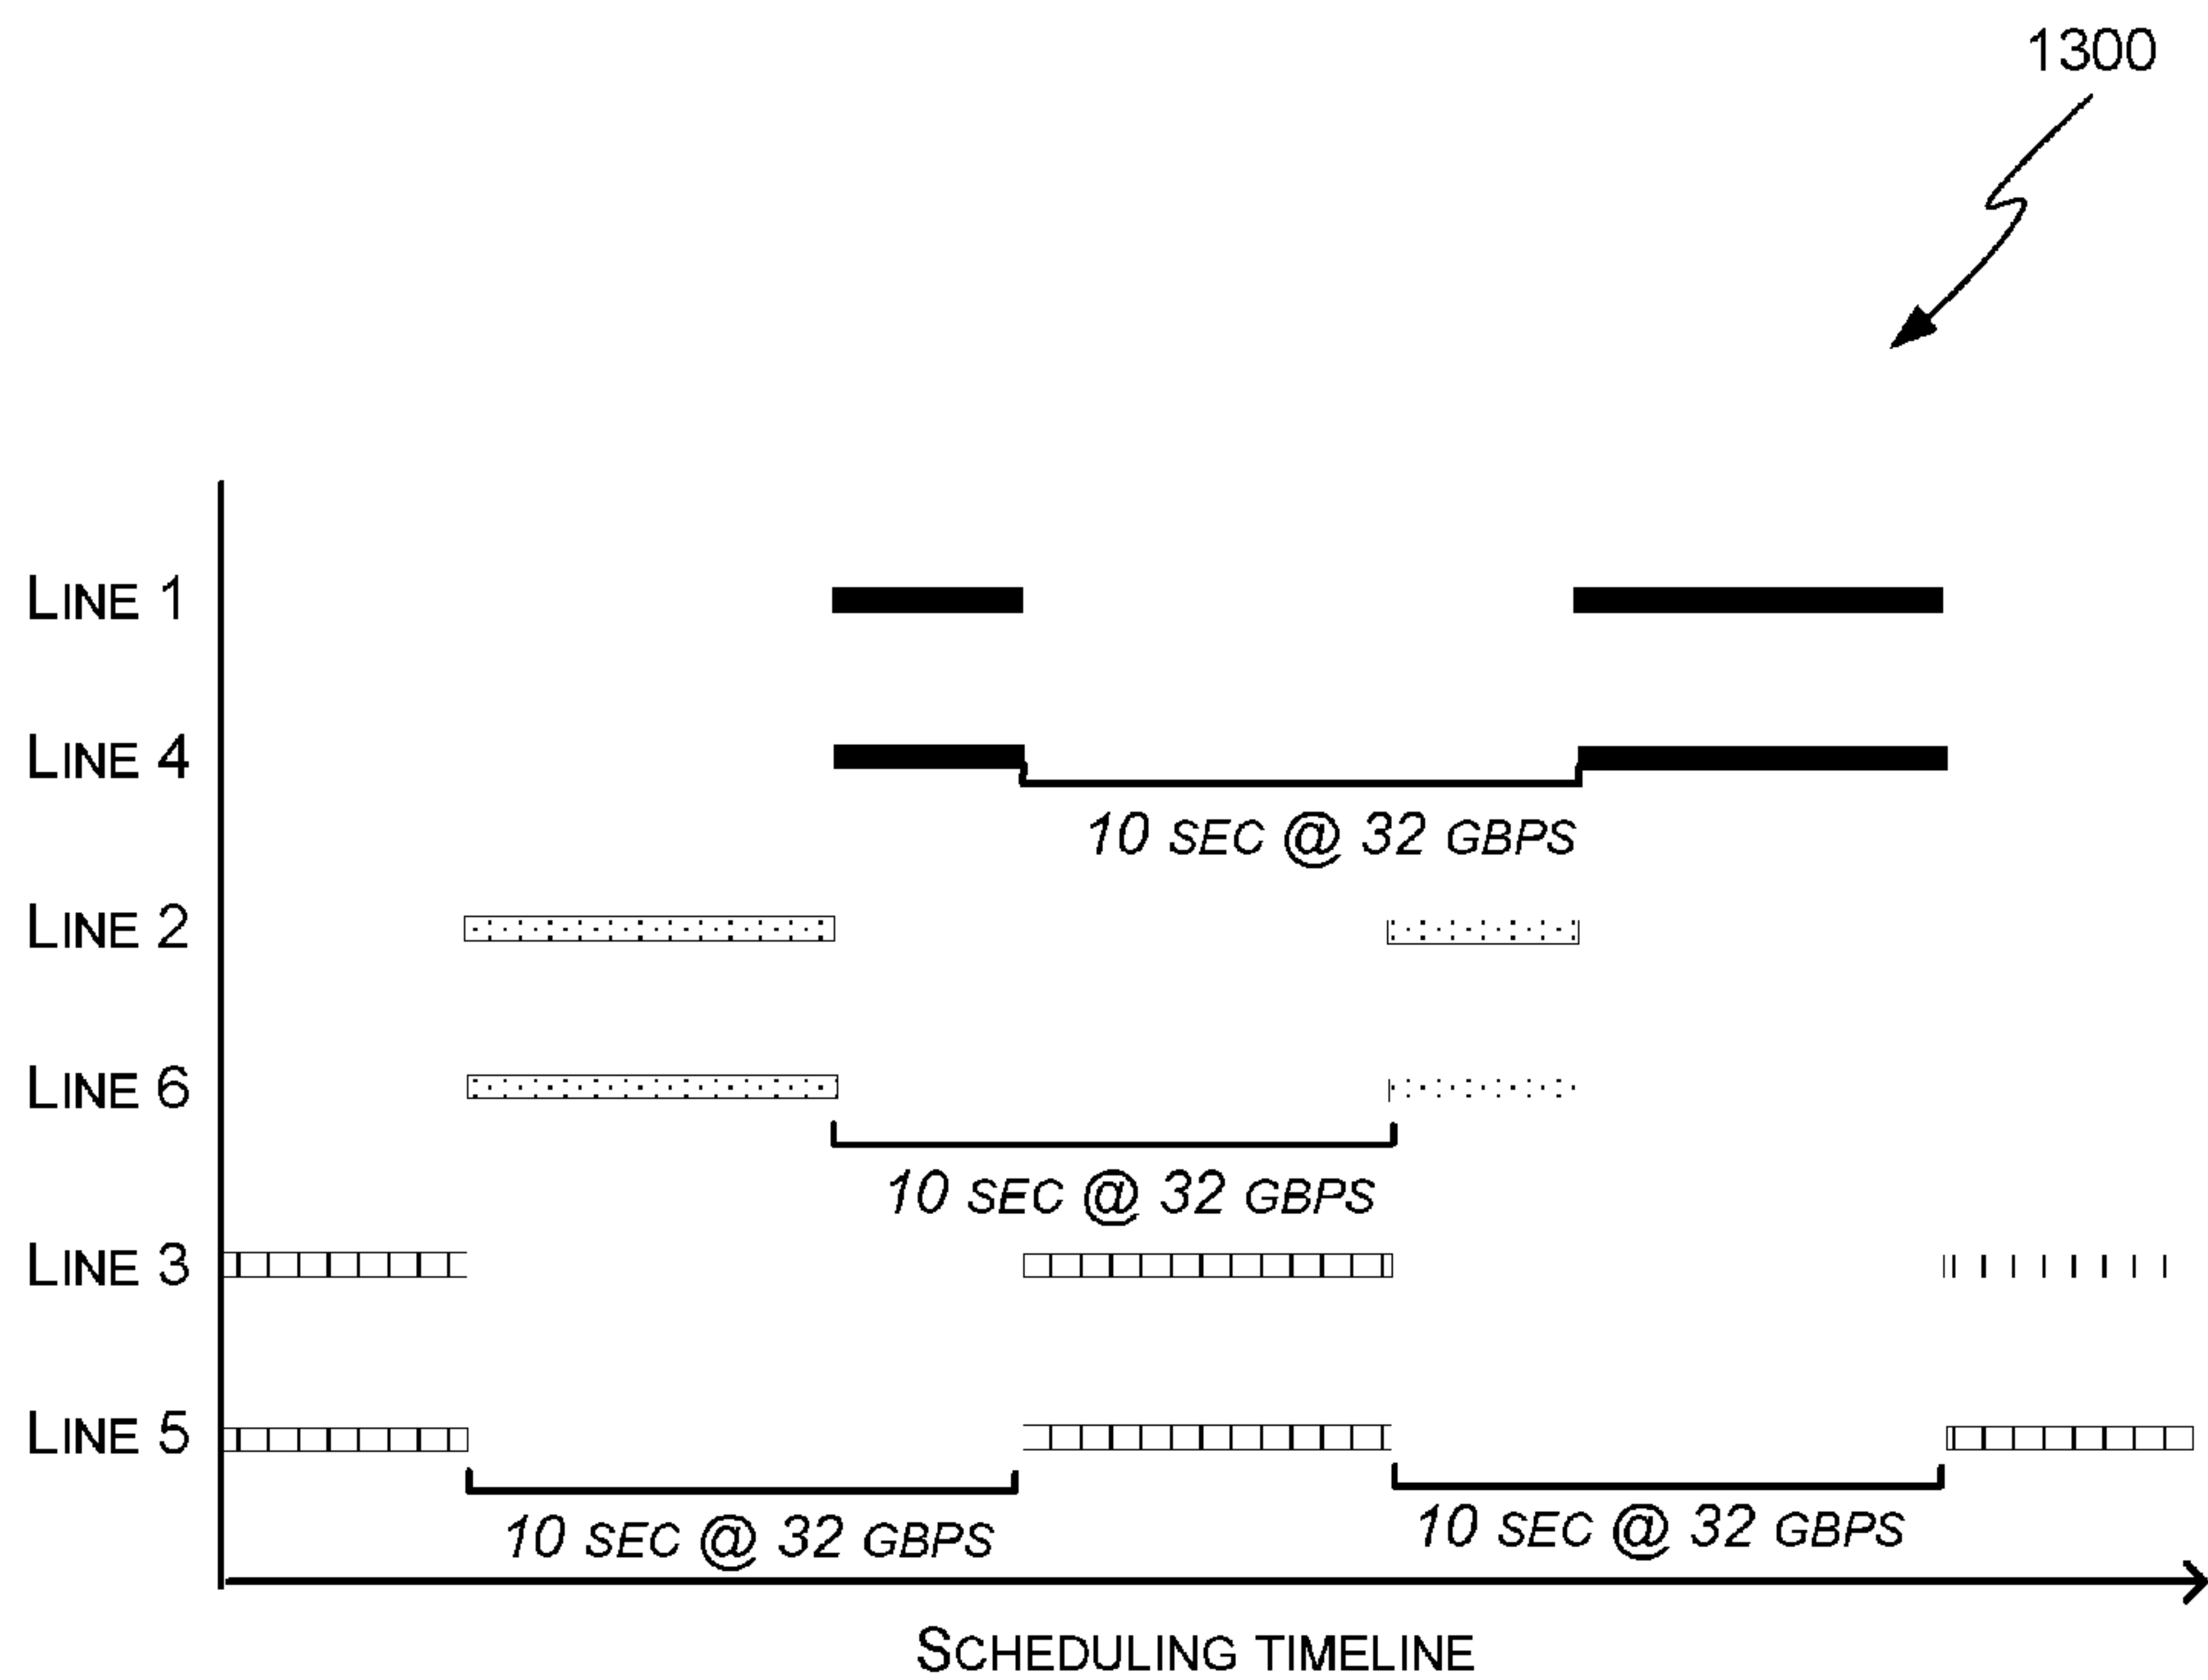 1300
LINE 1
LINE 4
10 SEC @ 32 GBPS
LINE 2
LINE 6
10 SEC @ 32 GBPS
LINE 3
LINE 5
10 SEC @ 32 GBPS
10 SEC @ 32 GBPS
SCHEDULING TIMELINE